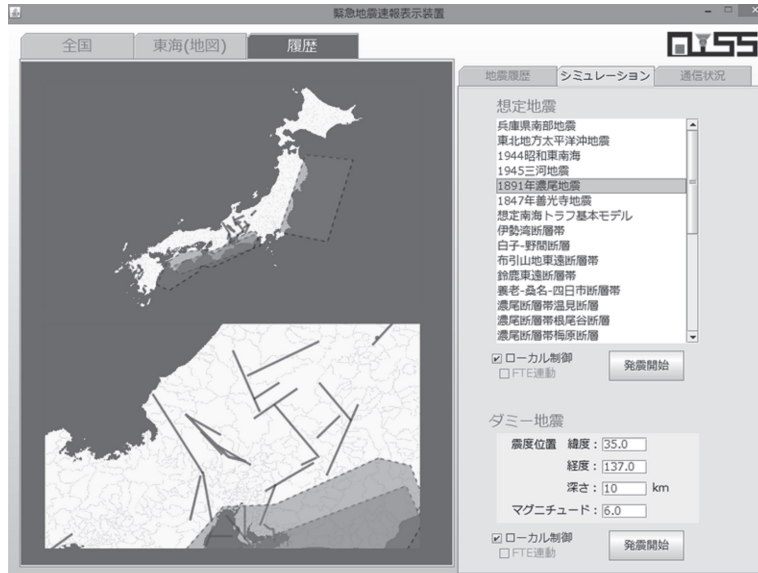 緊急地震速報表示装置
全国
東海(地図)
履歴
QISS
地震履歴
シミュレーション
通信状況
想定地震
兵庫県南部地震
東北地方太平洋沖地震
1944昭和東南海
1945三河地震
1891年濃尾地震
1847年善光寺地震
想定南海トラフ基本モデル
伊勢湾断層帯
白子-野間断層
布引山地東遠断層帯
鈴鹿東遠断層帯
養老-桑名-四日市断層帯
濃尾断層帯温見断層
濃尾断層帯根尾谷断層
濃尾断層帯梅原断層
ローカル制御
FTE連動
発震開始
ダミー地震
震度位置 緯度：35.0
経度：137.0
深さ：10 km
マグニチュード：6.0
ローカル制御
FTE連動
発震開始